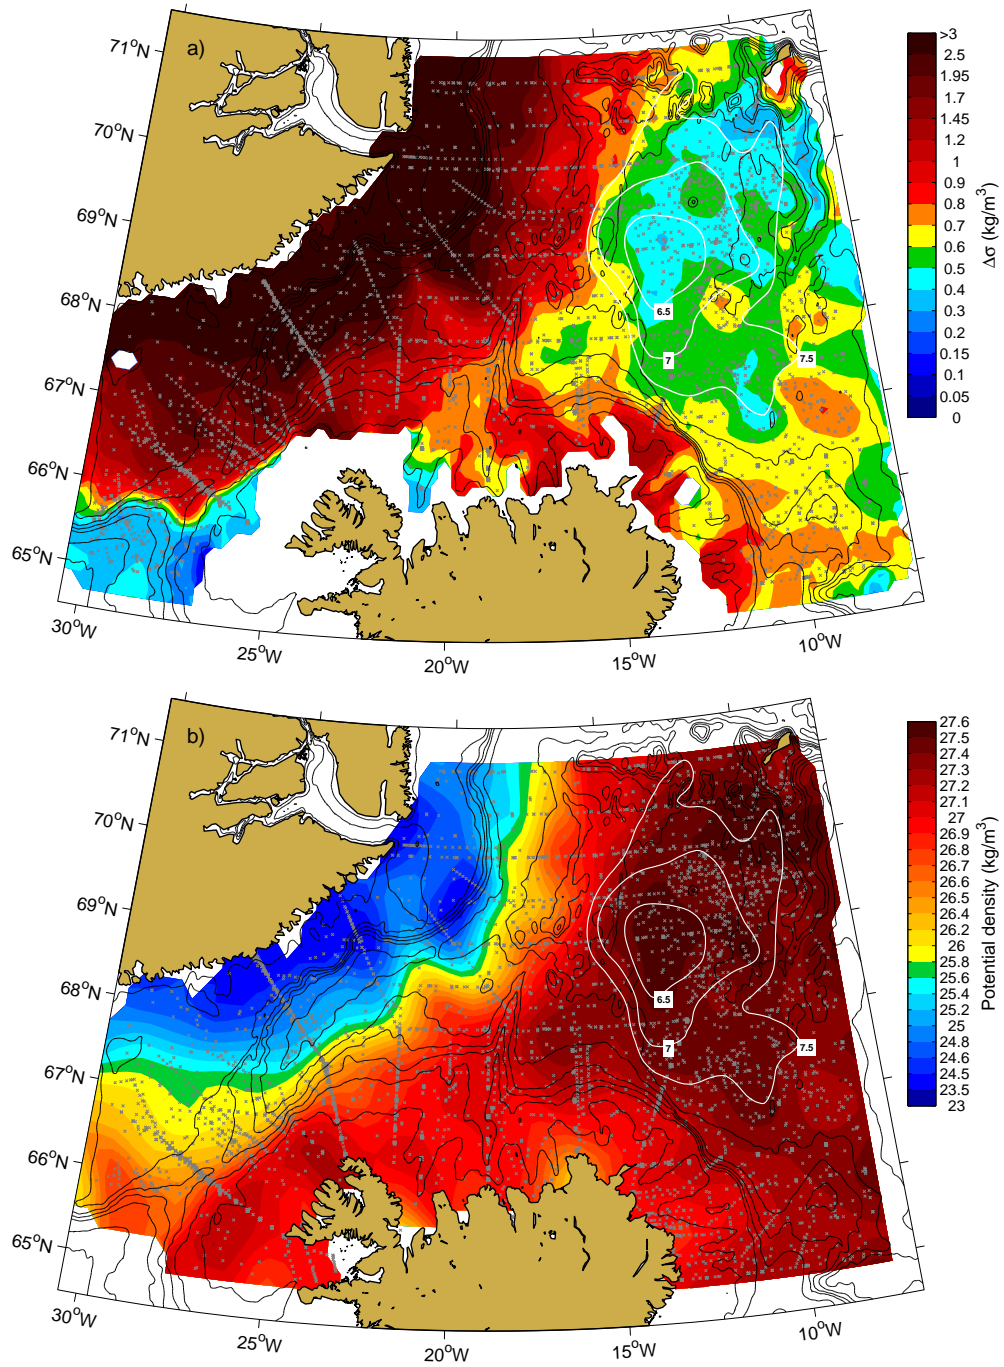 a)
71°N
70°N
69°N
68°N
67°N
66°N
65°N
30°W
25°W
20°W
15°W
10°W
6.5
7
7.5
>3
2.5
1.95
1.7
1.45
1.2
1
0.9
0.8
0.7
0.6
0.5
0.4
0.3
0.2
0.15
0.1
0.05
0
Δσ (kg/m³)
b)
71°N
70°N
69°N
68°N
67°N
66°N
65°N
30°W
25°W
20°W
15°W
10°W
6.5
7
7.5
27.6
27.5
27.5
27.4
27.3
27.2
27.1
27
26.9
26.8
26.7
26.6
26.5
26.4
26.2
26
25.8
25.6
25.4
25.2
25
24.8
24.6
24.5
23.5
23
Potential density (kg/m³)